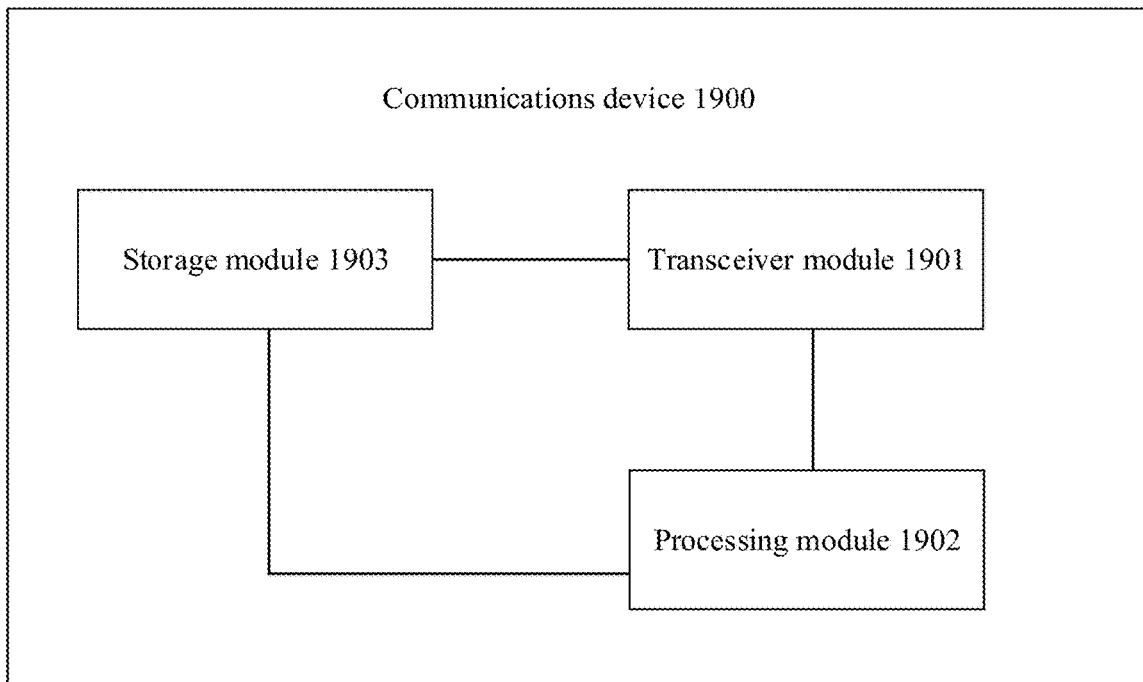 Communications device 1900
Storage module 1903
Transceiver module 1901
Processing module 1902